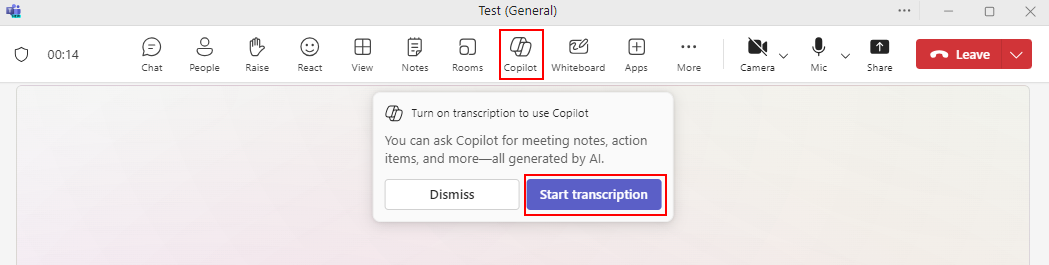 Test (General)
00:14
Chat
People
Raise
React
View
Notes
Rooms
Copilot
Whiteboard
Apps
More
Camera
Mic
Share
Leave
Turn on transcription to use Copilot
You can ask Copilot for meeting notes, action
items, and more—all generated by AI.
Dismiss
Start transcription